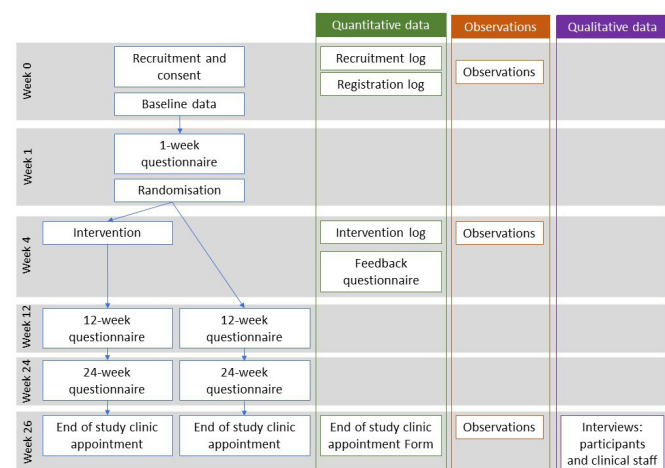 Quantitative data
Observations
Qualitative data
Week 0
Recruitment and
consent
Recruitment log
Observations
Registration log
Baseline data
Week 1
1-week
questionnaire
Randomisation
Week 4
Intervention
Intervention log
Observations
Feedback
questionnaire
Week 12
12-week
questionnaire
12-week
questionnaire
Week 24
24-week
questionnaire
24-week
questionnaire
Week 26
End of study clinic
appointment
End of study clinic
appointment
End of study clinic
appointment Form
Observations
Interviews:
participants
and clinical staff